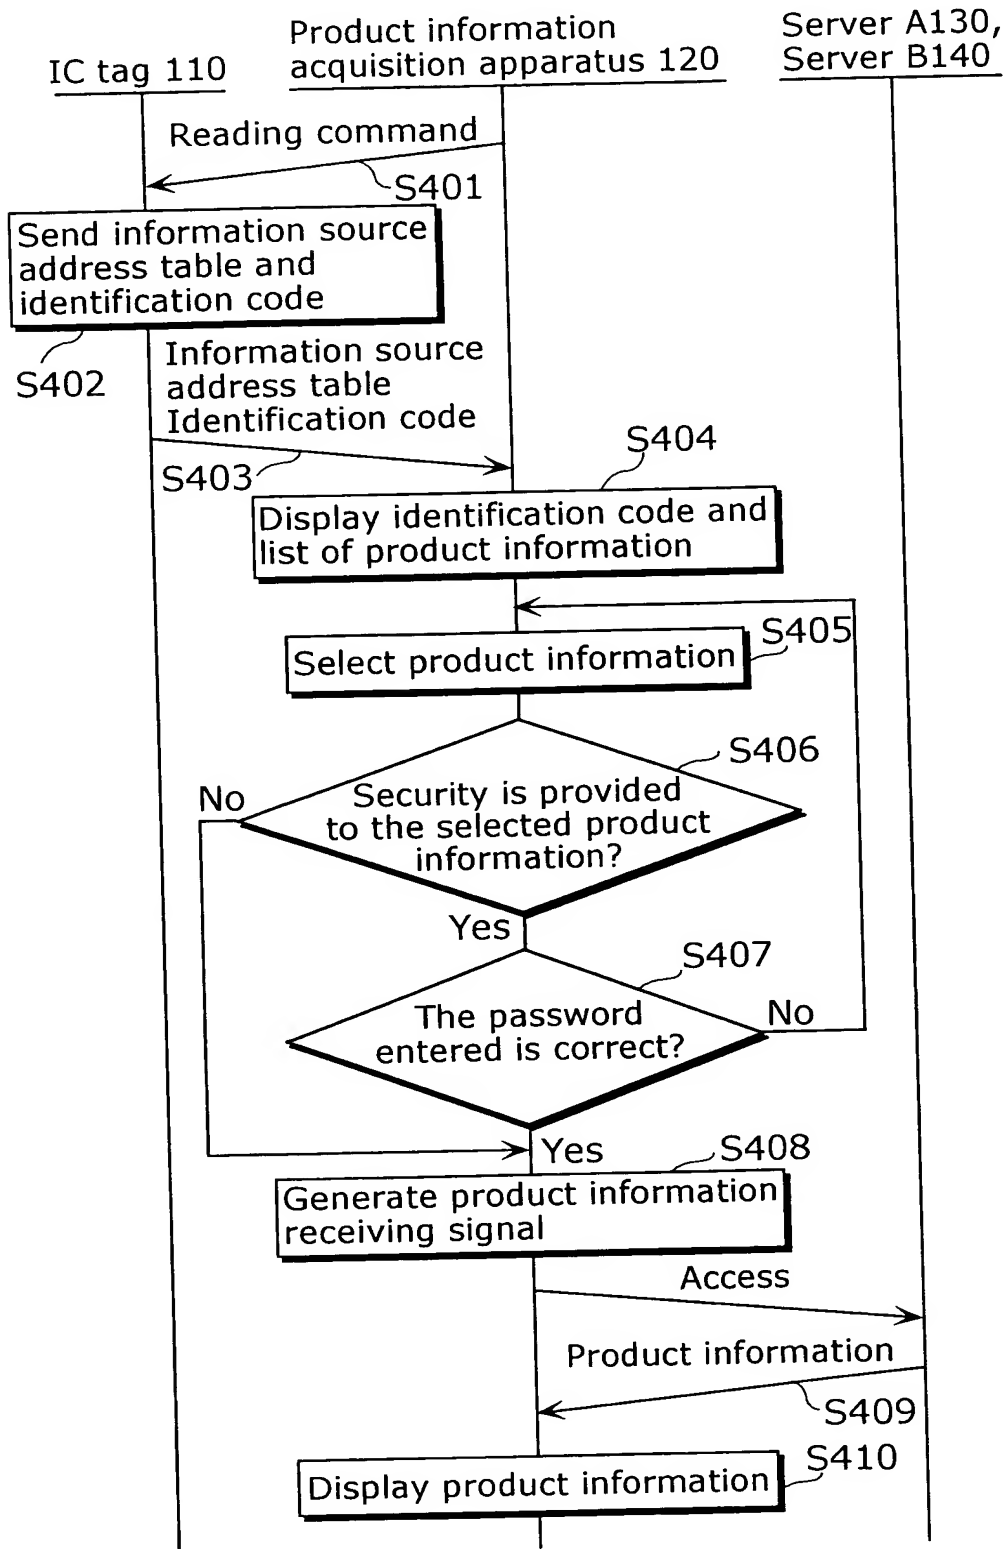 IC tag 110
Product information
acquisition apparatus 120
Server A130,
Server B140
Reading command
S401
Send information source
address table and
identification code
S402
Information source
address table
Identification code
S403
S404
Display identification code and
list of product information
S405
Select product information
S406
No
Security is provided
to the selected product
information?
Yes
S407
The password
entered is correct?
No
Yes
S408
Generate product information
receiving signal
Access
Product information
S409
S410
Display product information